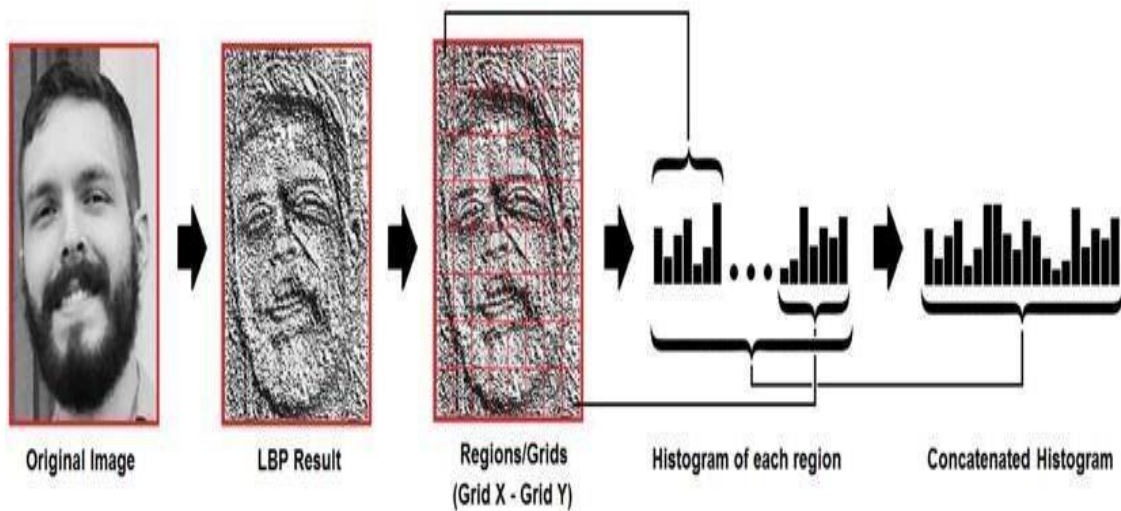 Original Image
LBP Result
Regions/Grids
(Grid X - Grid Y)
Histogram of each region
Concatenated Histogram